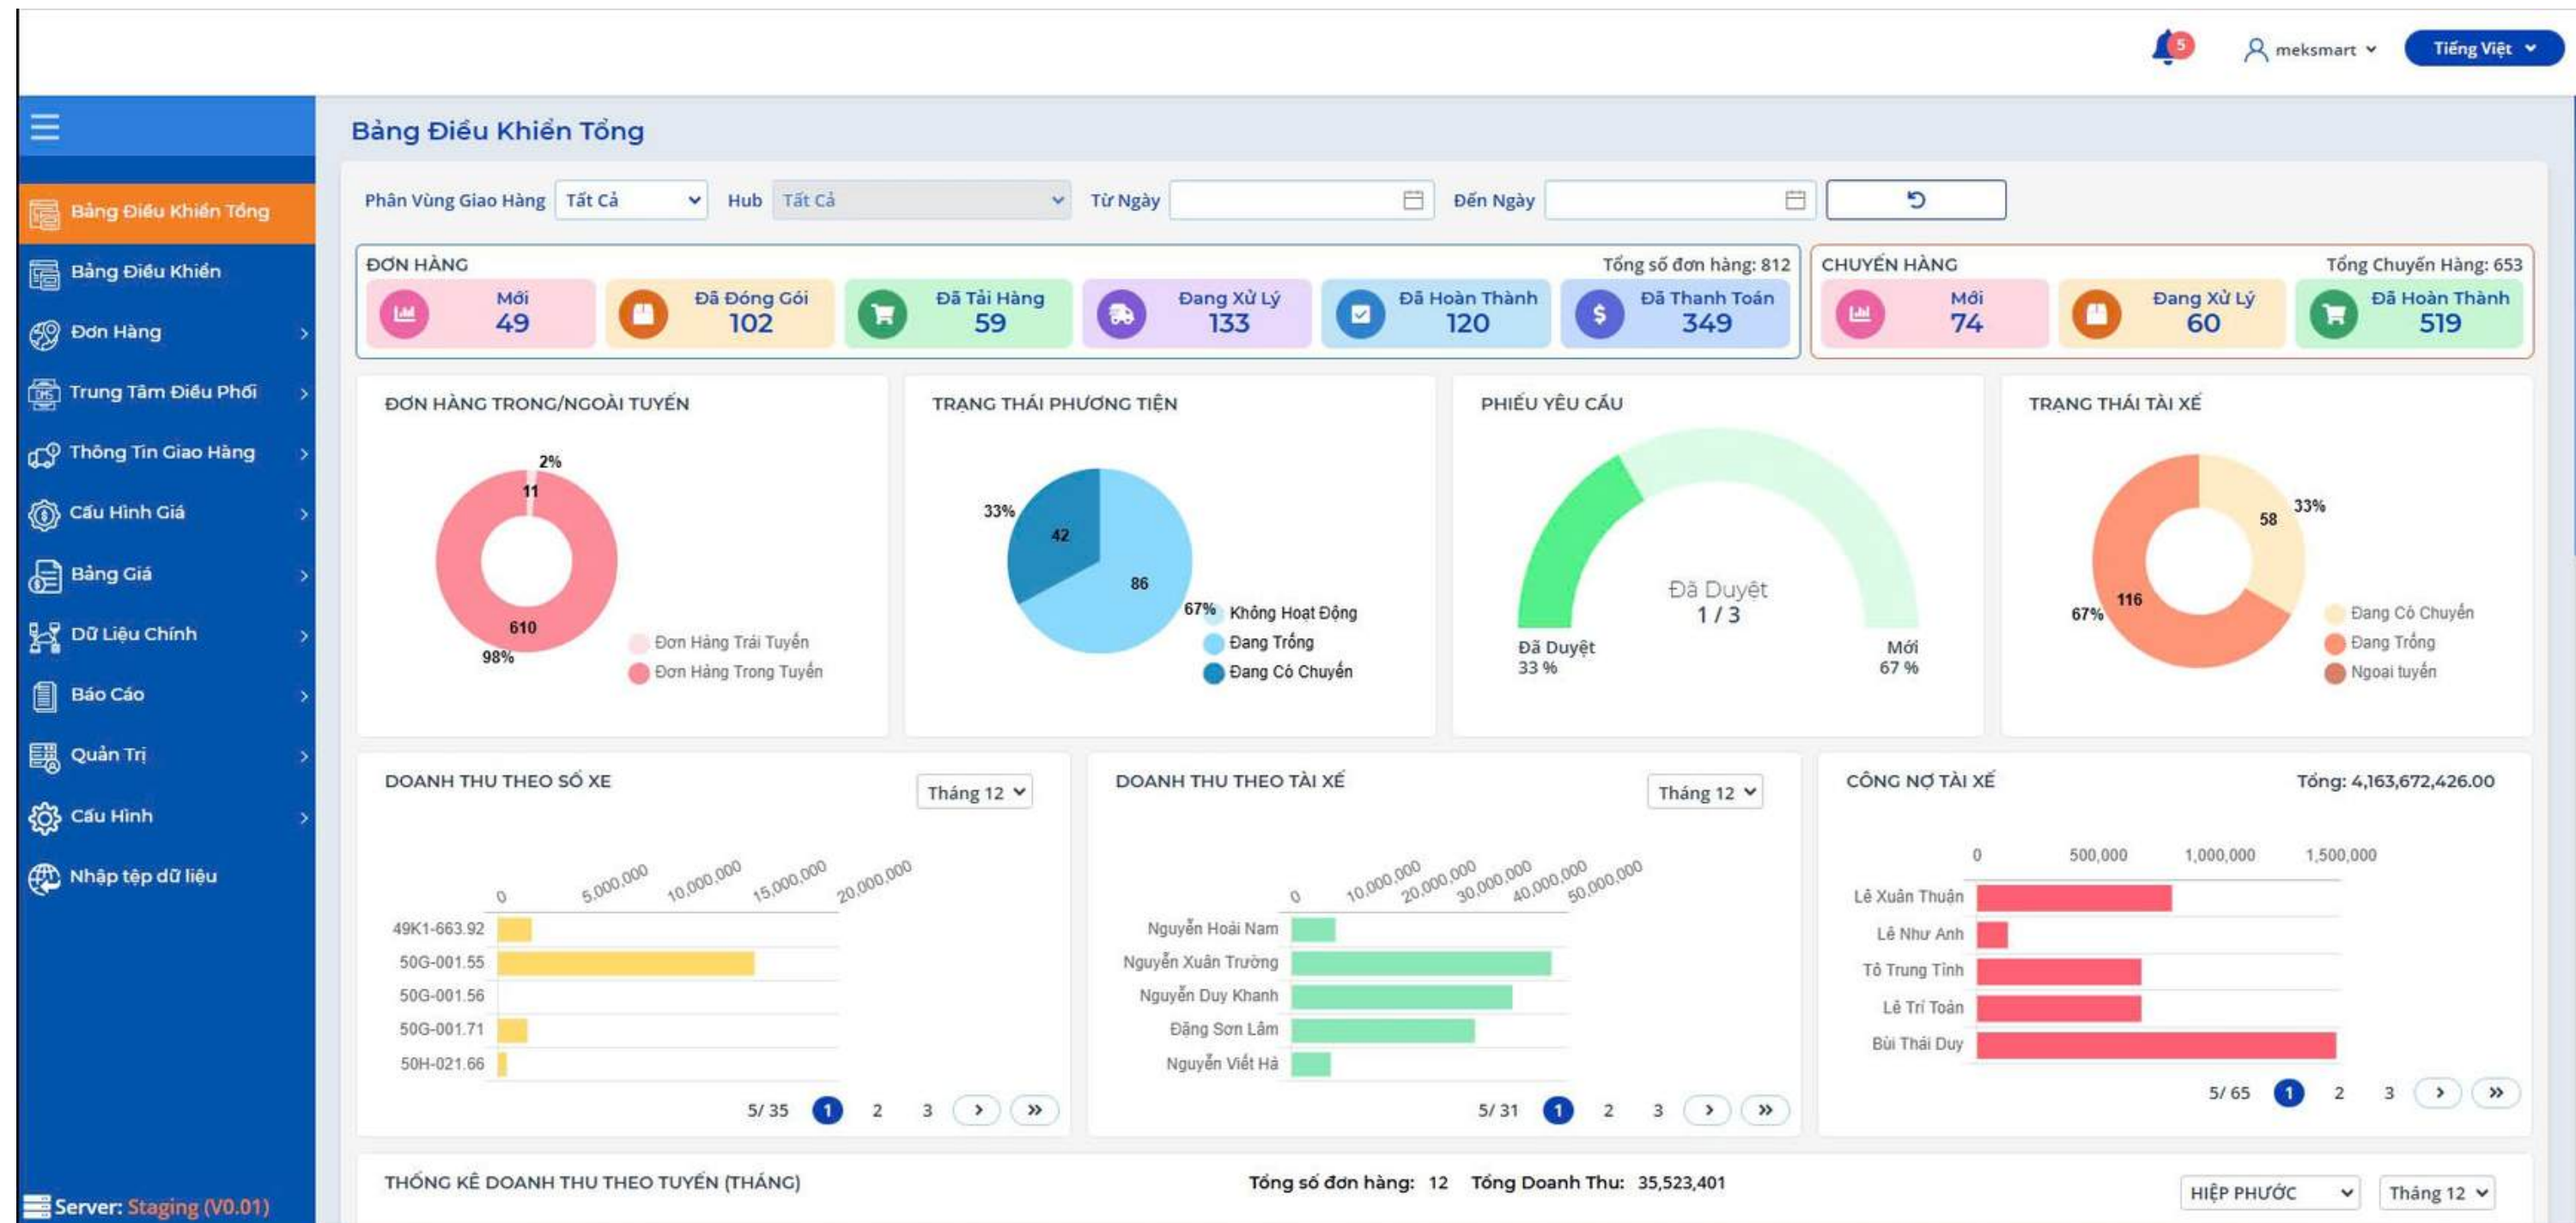 5
meksmart
Tiếng Việt
Bảng Điều Khiển Tổng
Bảng Điều Khiển
Đơn Hàng
Trung Tâm Điều Phối
Thông Tin Giao Hàng
Cấu Hình Giá
Bảng Giá
Dữ Liệu Chính
Báo Cáo
Quản Trị
Cấu Hình
Nhập tệp dữ liệu
Server: Staging (V0.01)
Bảng Điều Khiển Tổng
Phân Vùng Giao Hàng Tất Cả Hub Tất Cả Từ Ngày Đến Ngày
ĐƠN HÀNG Tổng số đơn hàng: 812
Mới
49
Đã Đóng Gói
102
Đã Tải Hàng
59
Đang Xử Lý
133
Đã Hoàn Thành
120
Đã Thanh Toán
349
CHUYẾN HÀNG Tổng Chuyến Hàng: 653
Mới
74
Đang Xử Lý
60
Đã Hoàn Thành
519
ĐƠN HÀNG TRONG/NGOÀI TUYẾN
2%
11
610
98%
Đơn Hàng Trái Tuyến
Đơn Hàng Trong Tuyến
TRẠNG THÁI PHƯƠNG TIỆN
33%
42
86
67%
Không Hoạt Động
Đang Trống
Đang Có Chuyến
PHIẾU YÊU CẦU
Đã Duyệt
1 / 3
Đã Duyệt
33 %
Mới
67 %
TRẠNG THÁI TÀI XẾ
33%
58
116
67%
Đang Có Chuyến
Đang Trống
Ngoại tuyến
DOANH THU THEO SỐ XE
Tháng 12
0 5,000,000 10,000,000 15,000,000 20,000,000
49K1-663.92
50G-001.55
50G-001.56
50G-001.71
50H-021.66
5/ 35 1 2 3 › »
DOANH THU THEO TÀI XẾ
Tháng 12
0 10,000,000 20,000,000 30,000,000 40,000,000 50,000,000
Nguyễn Hoài Nam
Nguyễn Xuân Trường
Nguyễn Duy Khanh
Đặng Sơn Lâm
Nguyễn Viết Hà
5/ 31 1 2 3 › »
CÔNG NỢ TÀI XẾ Tổng: 4,163,672,426.00
0 500,000 1,000,000 1,500,000
Lê Xuân Thuận
Lê Như Anh
Tô Trung Tình
Lê Trí Toàn
Bùi Thái Duy
5/ 65 1 2 3 › »
THỐNG KÊ DOANH THU THEO TUYẾN (THÁNG) Tổng số đơn hàng: 12 Tổng Doanh Thu: 35,523,401
HIỆP PHƯỚC Tháng 12